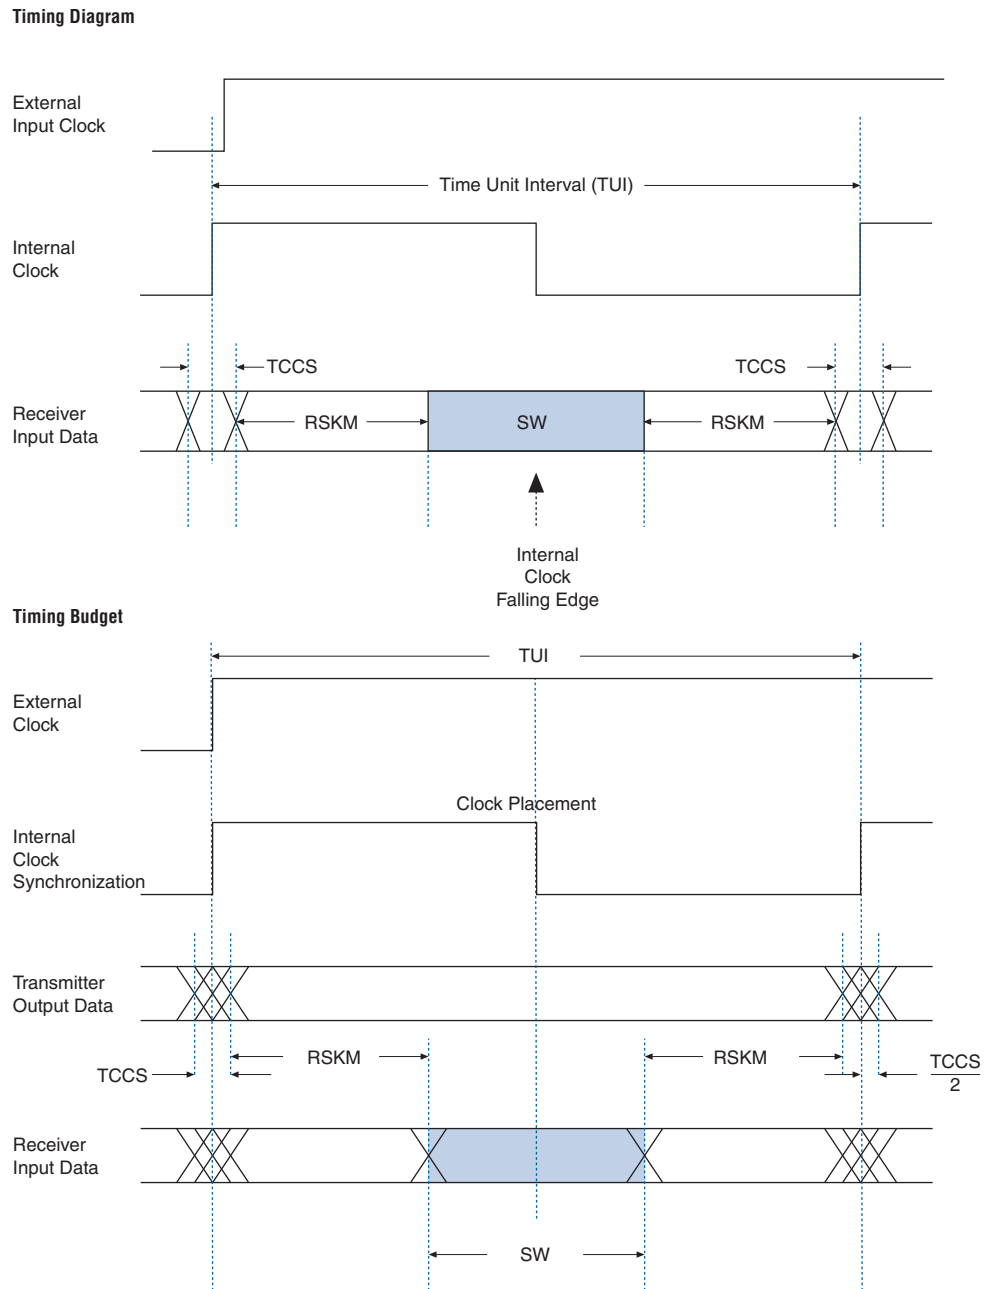 Timing Diagram
External
Input Clock
Time Unit Interval (TUI)
Internal
Clock
TCCS
TCCS
Receiver
Input Data
RSKM
SW
RSKM
Internal
Clock
Falling Edge
Timing Budget
TUI
External
Clock
Clock Placement
Internal
Clock
Synchronization
Transmitter
Output Data
RSKM
RSKM
TCCS
TCCS
2
Receiver
Input Data
SW